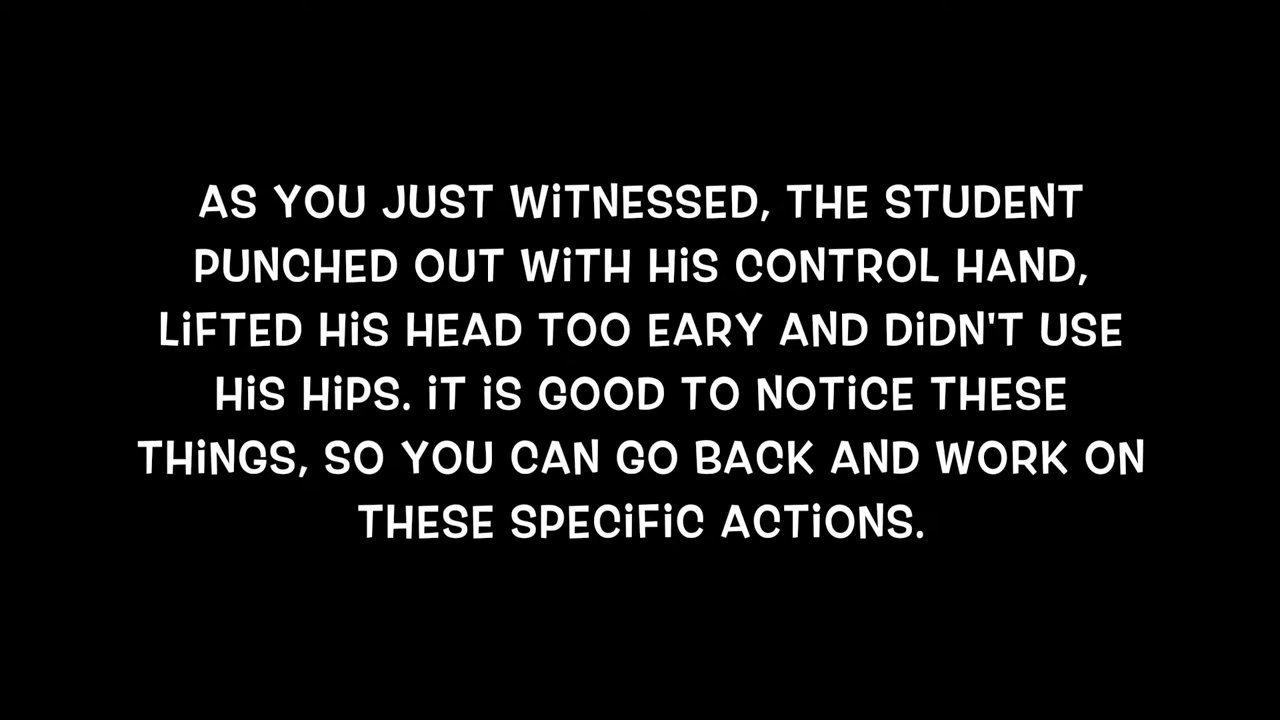 AS YOU JUST WiTNESSED, THE STUDENT
PUNCHED OUT WiTH HiS CONTROL HAND,
LiFTED HiS HEAD TOO EARY AND DiDN'T USE
HiS HiPS. iT iS GOOD TO NOTiCE THESE
THiNGS, SO YOU CAN GO BACK AND WORK ON
THESE SPECiFiC ACTiONS.